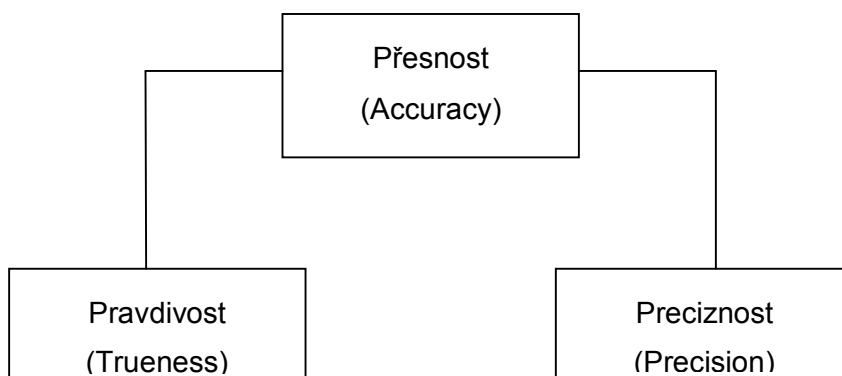 Přesnost
(Accuracy)
Pravdivost
(Trueness)
Preciznost
(Precision)